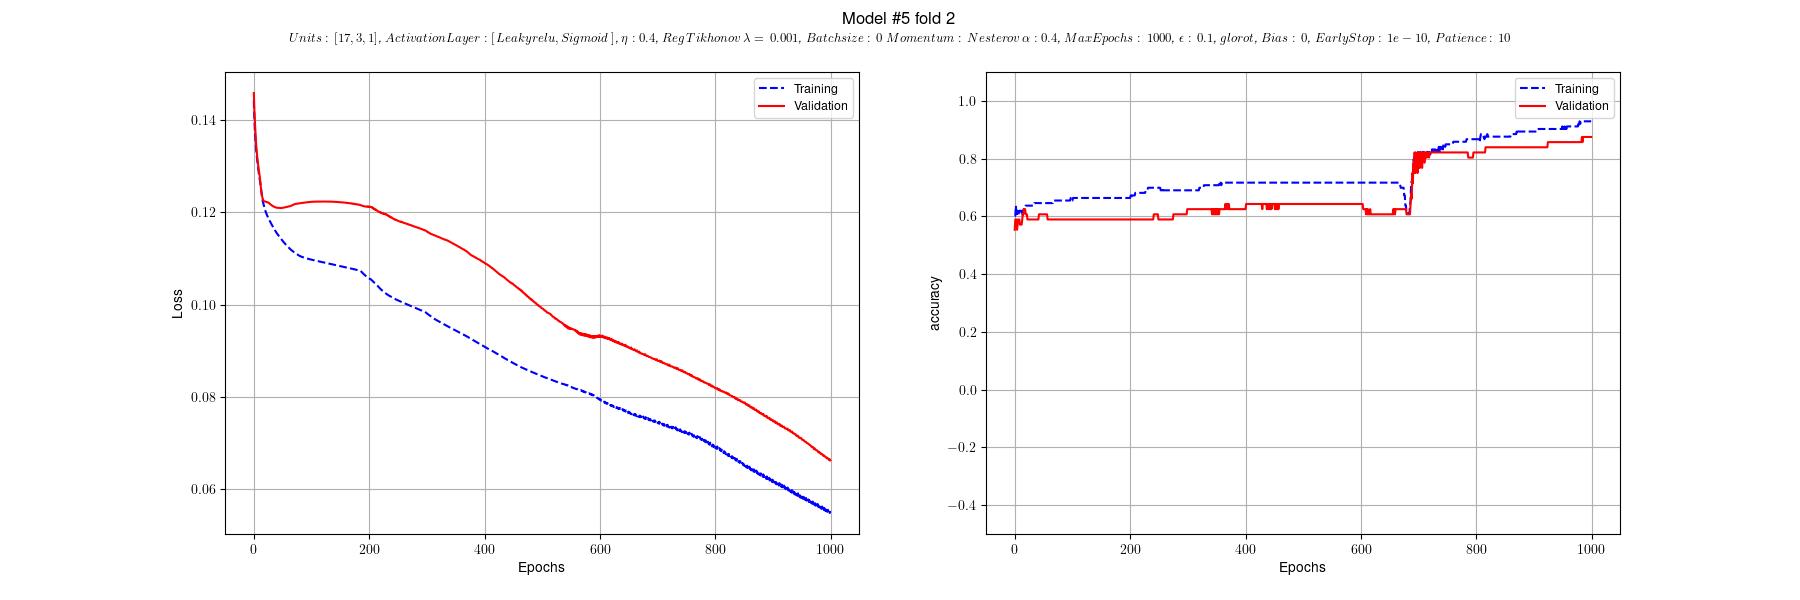 Model #5 fold 2
Units : [17, 3, 1], ActivationLayer : [Leakyrelu, Sigmoid], η : 0.4, RegTikhonov λ = 0.001, Batchsize : 0 Momentum : Nesterov α : 0.4, MaxEpochs : 1000, ϵ : 0.1, glorot, Bias : 0, EarlyStop : 1e − 10, Patience : 10
Training
Validation
0.14
0.12
0.10
0.08
0.06
Loss
0 200 400 600 800 1000
Epochs
Training
Validation
1.0
0.8
0.6
0.4
0.2
0.0
−0.2
−0.4
accuracy
0 200 400 600 800 1000
Epochs